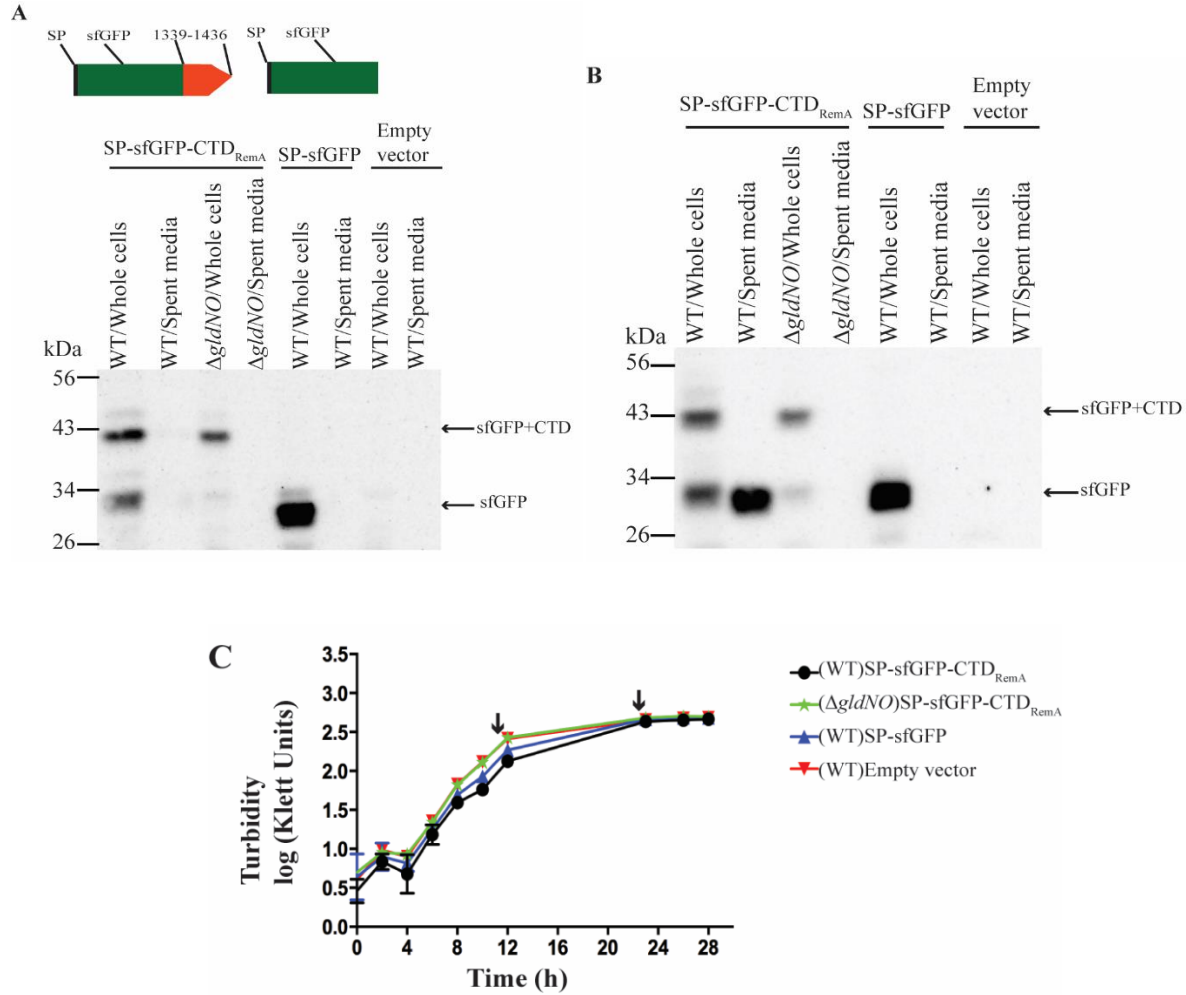 A
SP sfGFP 1339-1436 SP sfGFP
SP-sfGFP-CTDRemA SP-sfGFP Empty vector
WT/Whole cells
WT/Spent media
ΔgldNO/Whole cells
ΔgldNO/Spent media
WT/Whole cells
WT/Spent media
WT/Whole cells
WT/Spent media
kDa
56
43
34
26
sfGFP+CTD
sfGFP
B
SP-sfGFP-CTDRemA SP-sfGFP Empty vector
WT/Whole cells
WT/Spent media
ΔgldNO/Whole cells
ΔgldNO/Spent media
WT/Whole cells
WT/Spent media
WT/Whole cells
WT/Spent media
kDa
56
43
34
26
sfGFP+CTD
sfGFP
C
Turbidity
log (Klett Units)
3.5
3.0
2.5
2.0
1.5
1.0
0.5
0.0
0 4 8 12 16 20 24 28
Time (h)
(WT)SP-sfGFP-CTDRemA
(ΔgldNO)SP-sfGFP-CTDRemA
(WT)SP-sfGFP
(WT)Empty vector